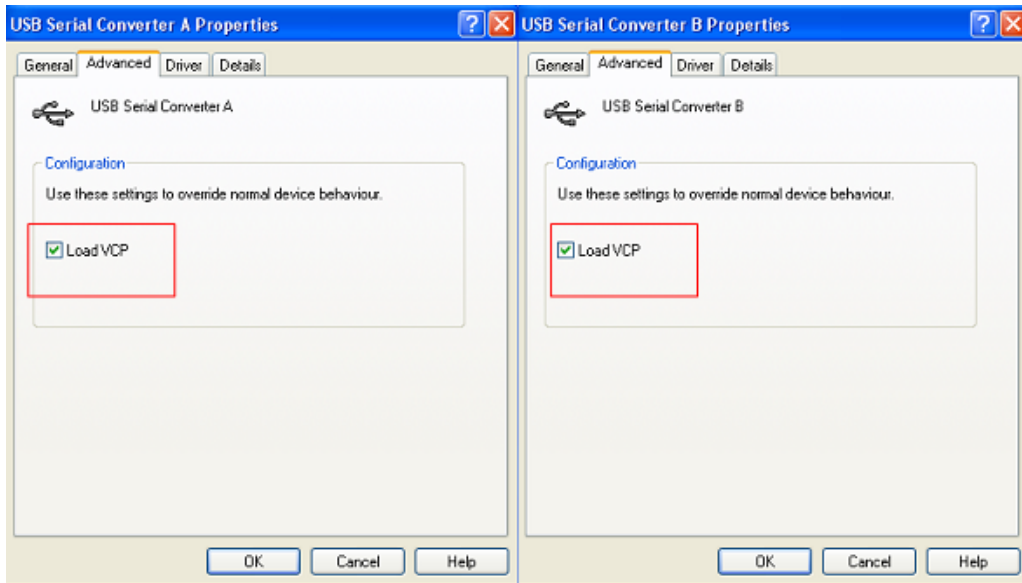 USB Serial Converter A Properties
General Advanced Driver Details
USB Serial Converter A
Configuration
Use these settings to override normal device behaviour.
Load VCP
OK Cancel Help
USB Serial Converter B Properties
General Advanced Driver Details
USB Serial Converter B
Configuration
Use these settings to override normal device behaviour.
Load VCP
OK Cancel Help